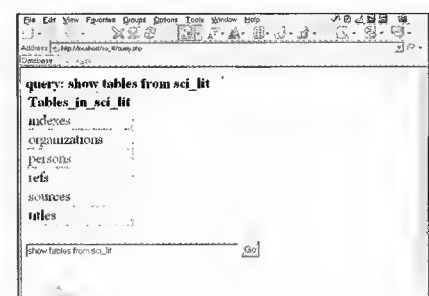 File Edit View Favorites Groups Options Tools Window Help
Address http://localhost/sci_lit/query.php
Database
query: show tables from sci_lit
Tables_in_sci_lit
indexes
organizations
persons
refs
sources
titles
show tables from sci_lit Go